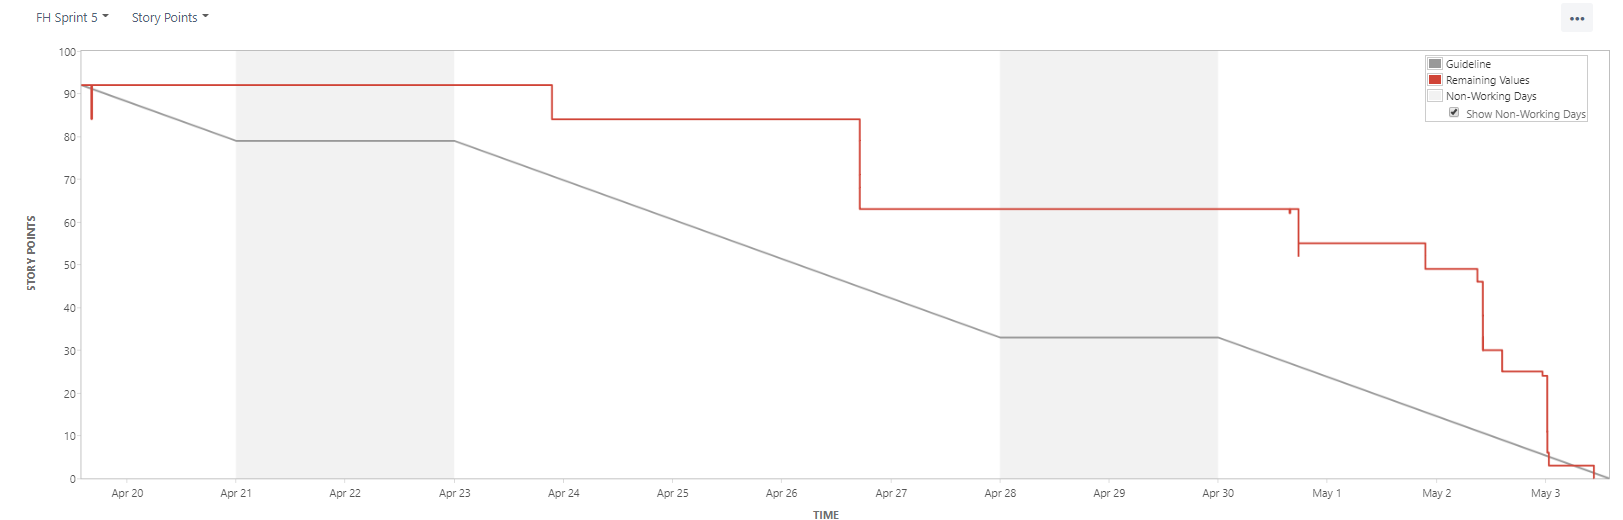 FH Sprint 5 Story Points
100
90
80
70
60
50
40
30
20
10
0
STORY POINTS
Guideline
Remaining Values
Non-Working Days
Show Non-Working Days
Apr 20 Apr 21 Apr 22 Apr 23 Apr 24 Apr 25 Apr 26 Apr 27 Apr 28 Apr 29 Apr 30 May 1 May 2 May 3
TIME